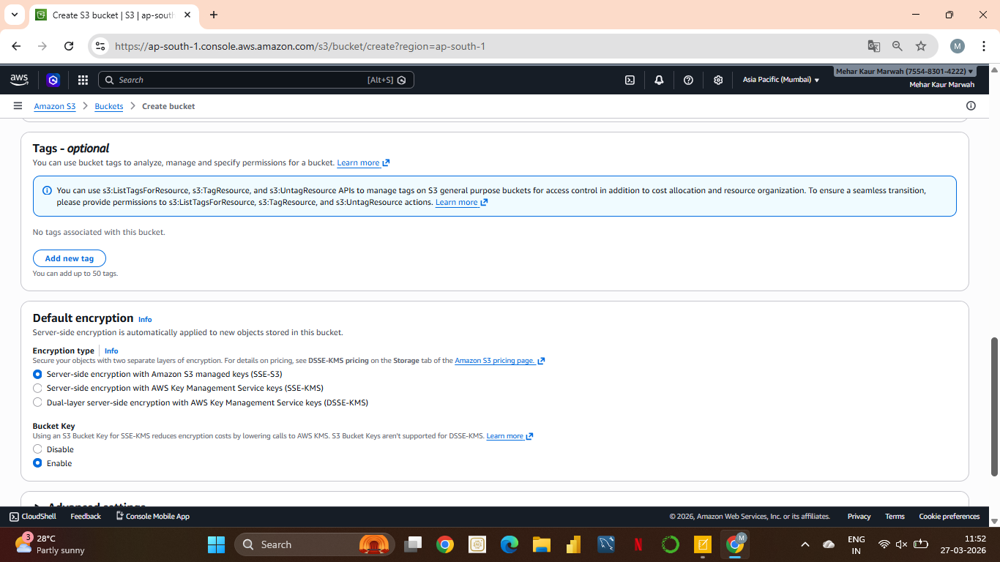 Create S3 bucket | S3 | ap-south
https://ap-south-1.console.aws.amazon.com/s3/bucket/create?region=ap-south-1
M
aws
Search
[Alt+S]
Asia Pacific (Mumbai) ▼
Mehar Kaur Marwah (7554-8301-4222) ▼
Mehar Kaur Marwah
Amazon S3 > Buckets > Create bucket
Tags - optional
You can use bucket tags to analyze, manage and specify permissions for a bucket. Learn more
You can use s3:ListTagsForResource, s3:TagResource, and s3:UntagResource APIs to manage tags on S3 general purpose buckets for access control in addition to cost allocation and resource organization. To ensure a seamless transition,
please provide permissions to s3:ListTagsForResource, s3:TagResource, and s3:UntagResource actions. Learn more
No tags associated with this bucket.
Add new tag
You can add up to 50 tags.
Default encryption Info
Server-side encryption is automatically applied to new objects stored in this bucket.
Encryption type | Info
Secure your objects with two separate layers of encryption. For details on pricing, see DSSE-KMS pricing on the Storage tab of the Amazon S3 pricing page.
Server-side encryption with Amazon S3 managed keys (SSE-S3)
Server-side encryption with AWS Key Management Service keys (SSE-KMS)
Dual-layer server-side encryption with AWS Key Management Service keys (DSSE-KMS)
Bucket Key
Using an S3 Bucket Key for SSE-KMS reduces encryption costs by lowering calls to AWS KMS. S3 Bucket Keys aren't supported for DSSE-KMS. Learn more
Disable
Enable
Advanced settings
CloudShell Feedback Console Mobile App © 2026, Amazon Web Services, Inc. or its affiliates. Privacy Terms Cookie preferences
3
28°C
Partly sunny
Search
M
ENG
IN
11:52
27-03-2026